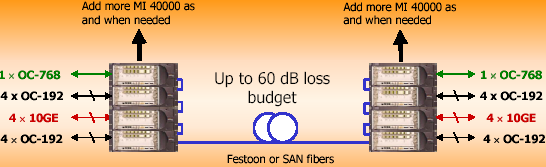 Add more MI 40000 as
and when needed
Add more MI 40000 as
and when needed
1 × OC-768
4 x OC-192
4 × 10GE
4 × OC-192
Up to 60 dB loss
budget
1 × OC-768
4 x OC-192
4 × 10GE
4 × OC-192
Festoon or SAN fibers